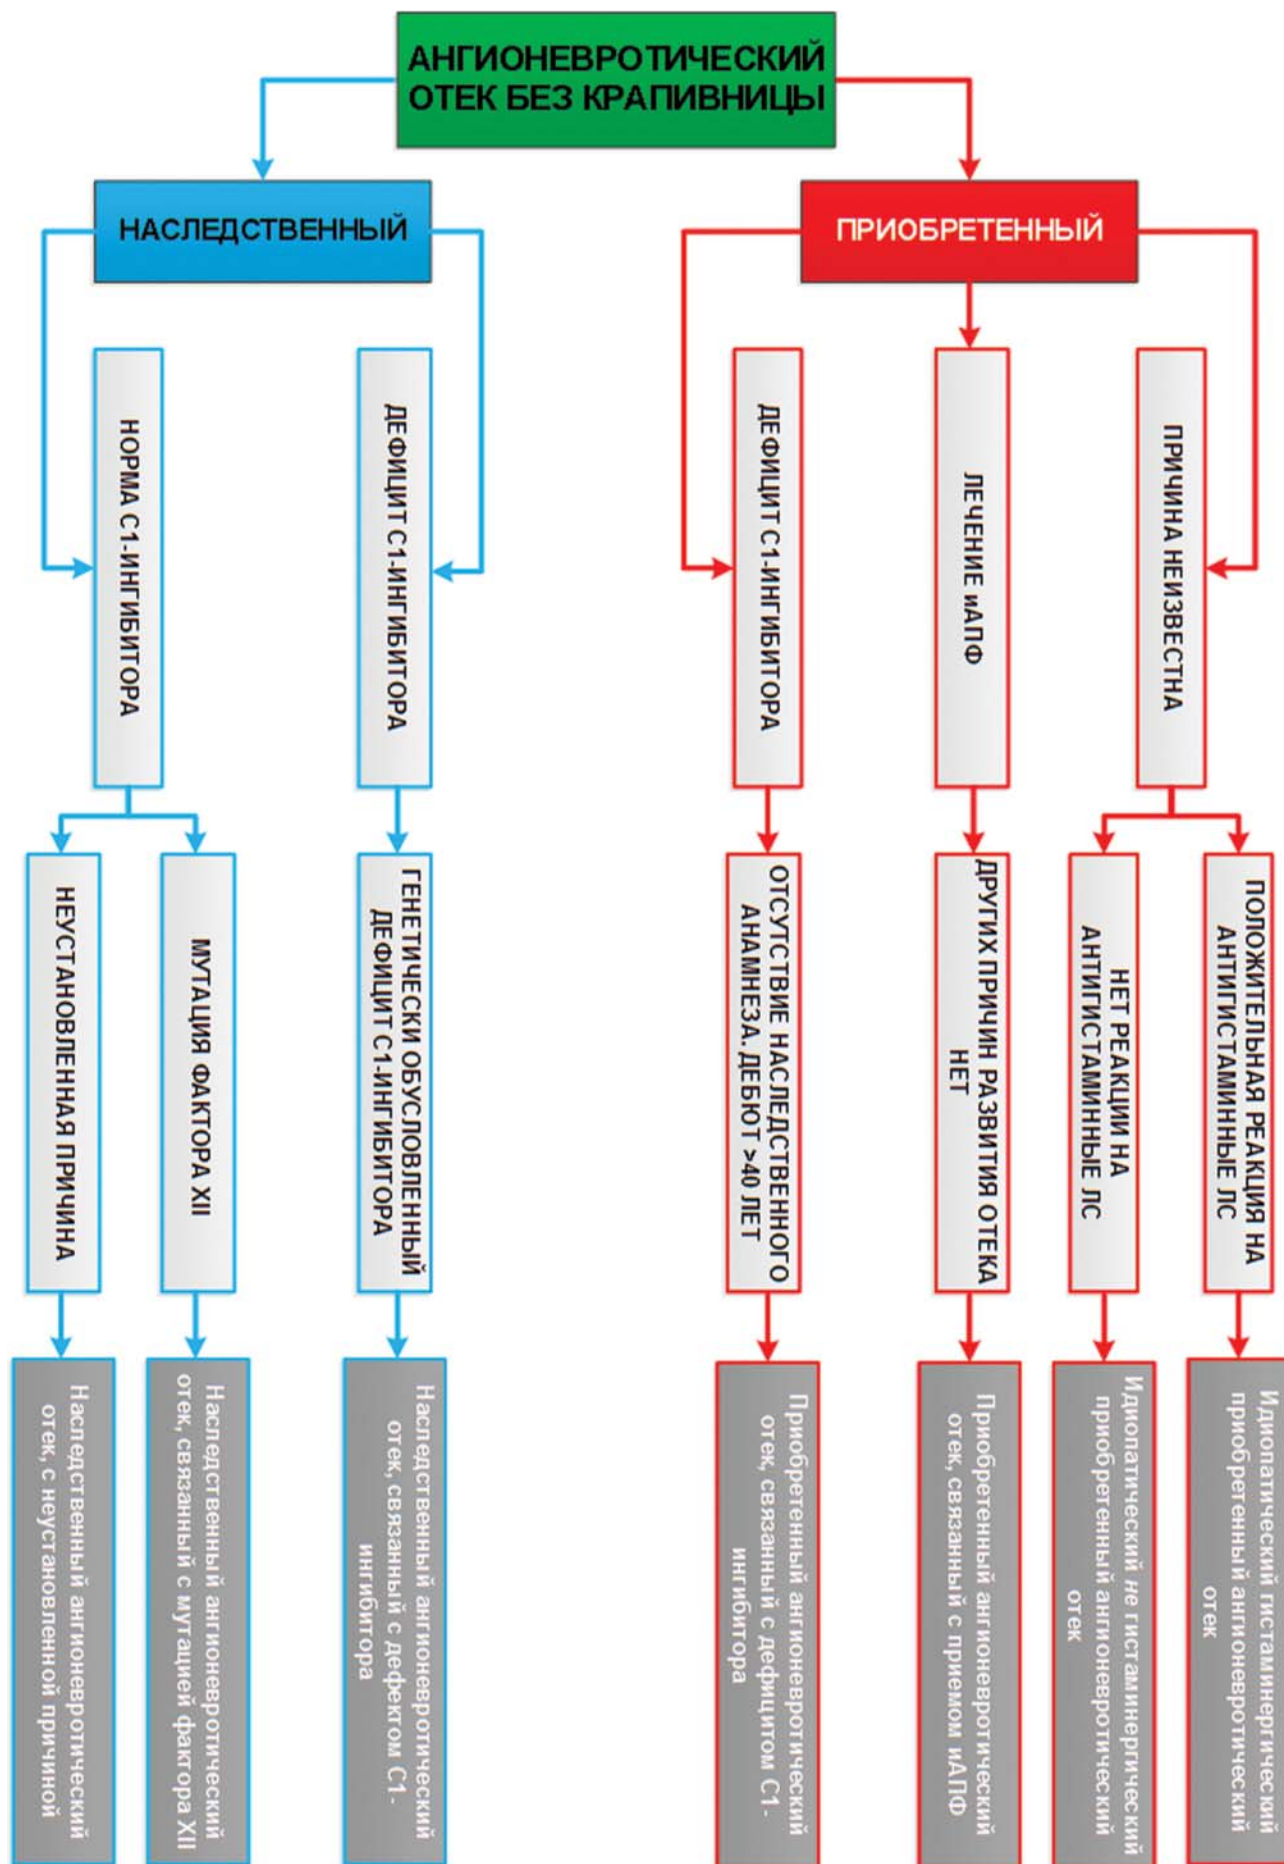 АНГИОНЕВРОТИЧЕСКИЙ
ОТЕК БЕЗ КРАПИВНИЦЫ
НАСЛЕДСТВЕННЫЙ
ПРИОБРЕТЕННЫЙ
НОРМА С1-ИНГИБИТОРА
ДЕФИЦИТ С1-ИНГИБИТОРА
ДЕФИЦИТ С1-ИНГИБИТОРА
ЛЕЧЕНИЕ иАПФ
ПРИЧИНА НЕИЗВЕСТНА
НЕУСТАНОВЛЕННАЯ ПРИЧИНА
МУТАЦИЯ ФАКТОРА XII
ГЕНЕТИЧЕСКИ ОБУСЛОВЛЕННЫЙ
ДЕФИЦИТ С1-ИНГИБИТОРА
ОТСУТСТВИЕ НАСЛЕДСТВЕННОГО
АНАМНЕЗА. ДЕБЮТ >40 ЛЕТ
ДРУГИХ ПРИЧИН РАЗВИТИЯ ОТЕКА
НЕТ
НЕТ РЕАКЦИИ НА
АНТИГИСТАМИННЫЕ ЛС
ПОЛОЖИТЕЛЬНАЯ РЕАКЦИЯ НА
АНТИГИСТАМИННЫЕ ЛС
Наследственный ангионевротический
отек, с неустановленной причиной
Наследственный ангионевротический
отек, связанный с мутацией фактора XII
Наследственный ангионевротический
отек, связанный с дефектом С1-
ингибитора
Приобретенный ангионевротический
отек, связанный с дефицитом С1-
ингибитора
Приобретенный ангионевротический
отек, связанный с приемом иАПФ
Идиопатический не гистаминергический
приобретенный ангионевротический
отек
Идиопатический гистаминергический
приобретенный ангионевротический
отек